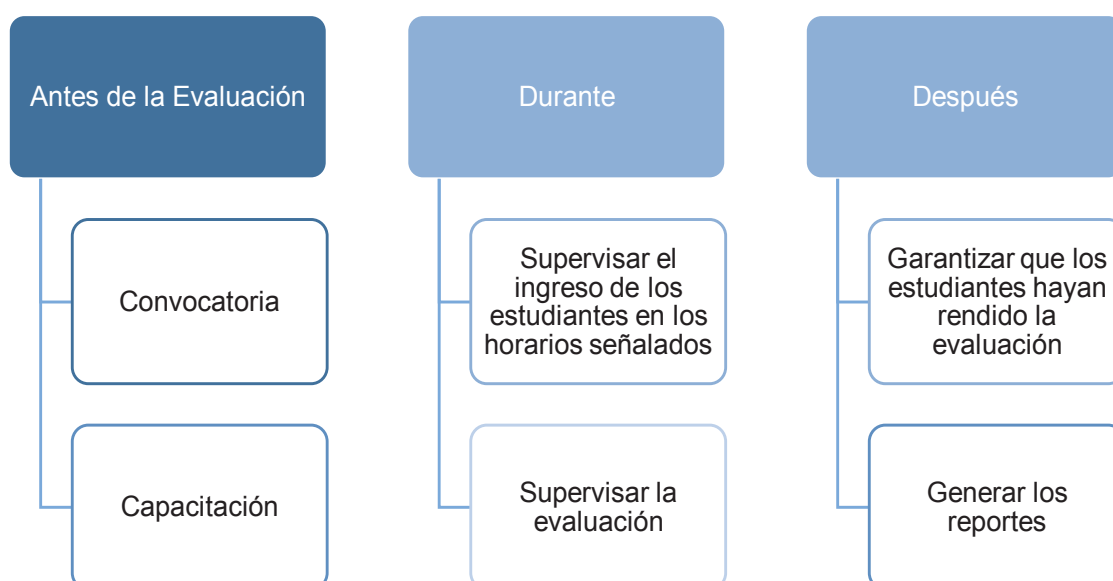 Antes de la Evaluación
Convocatoria
Capacitación
Durante
Supervisar el
ingreso de los
estudiantes en los
horarios señalados
Supervisar la
evaluación
Después
Garantizar que los
estudiantes hayan
rendido la
evaluación
Generar los
reportes